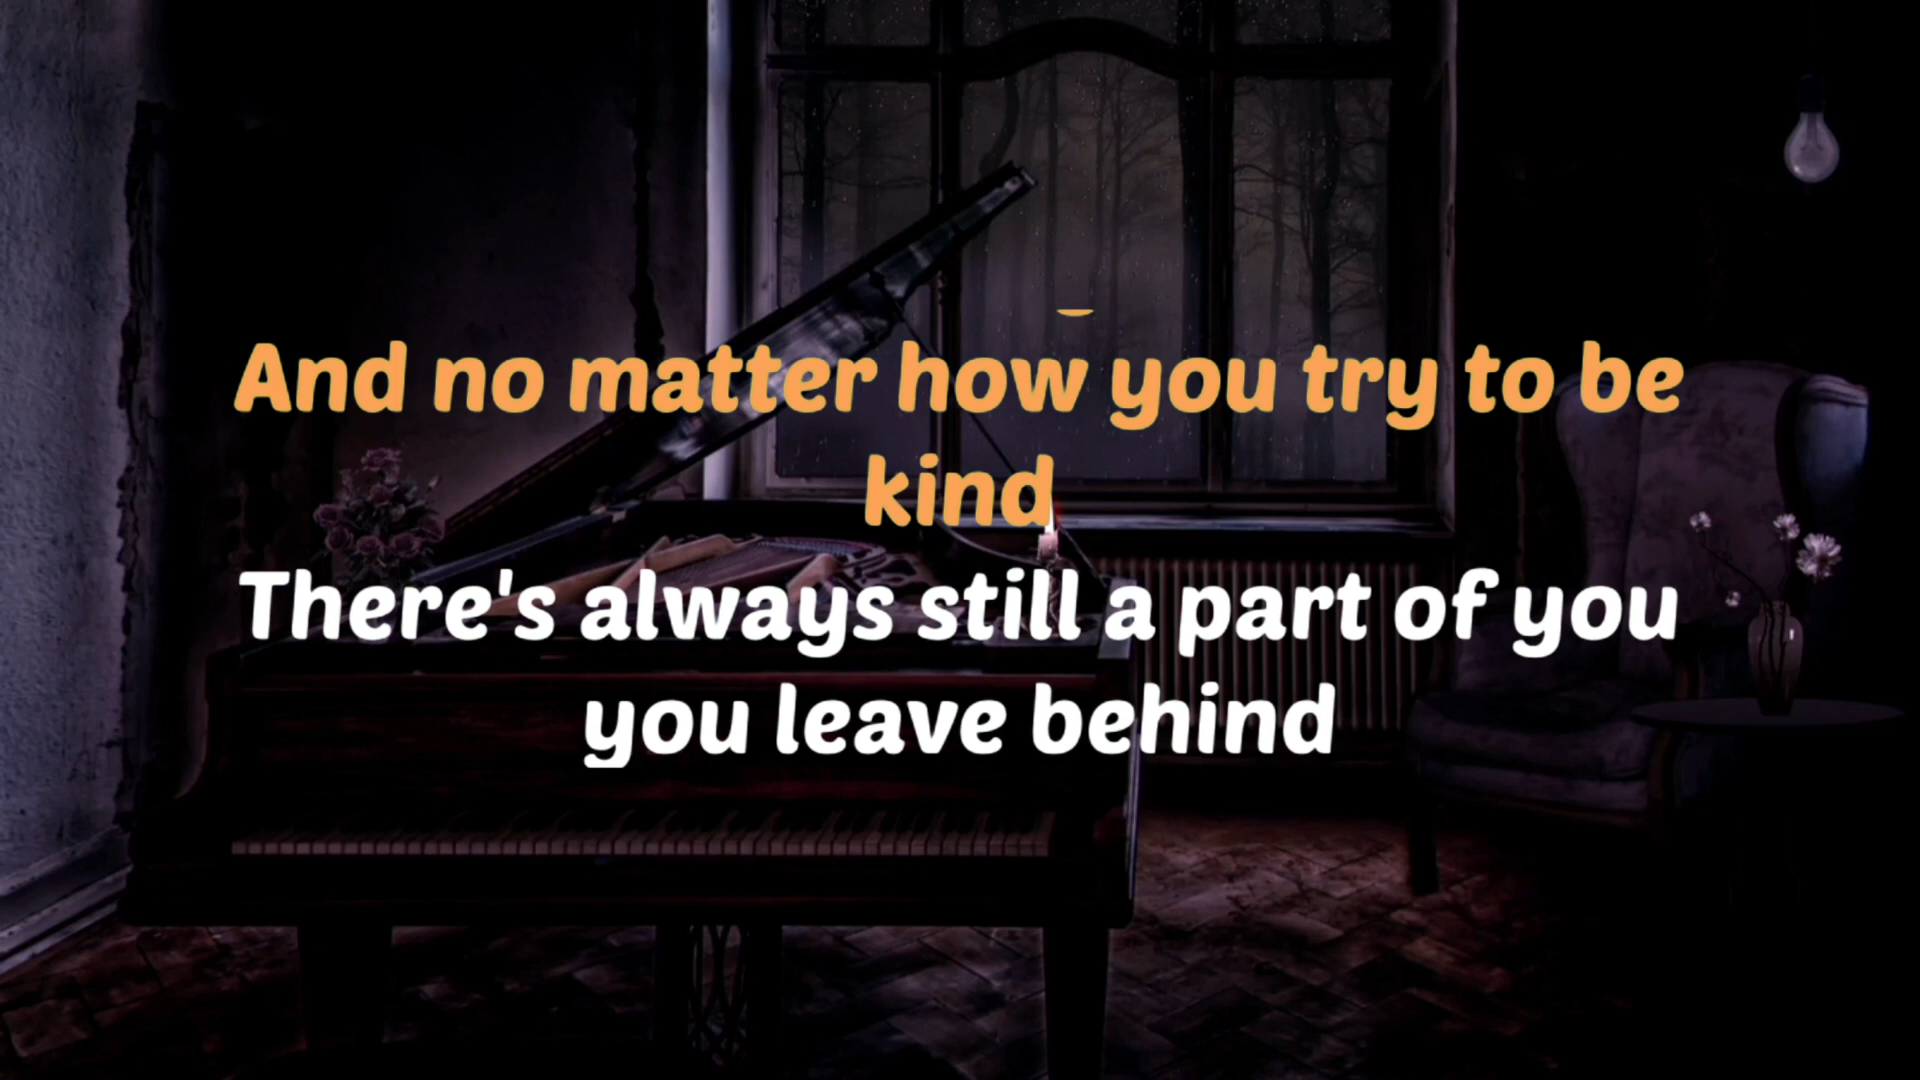 And no matter how you try to be
kind
There's always still a part of you
you leave behind